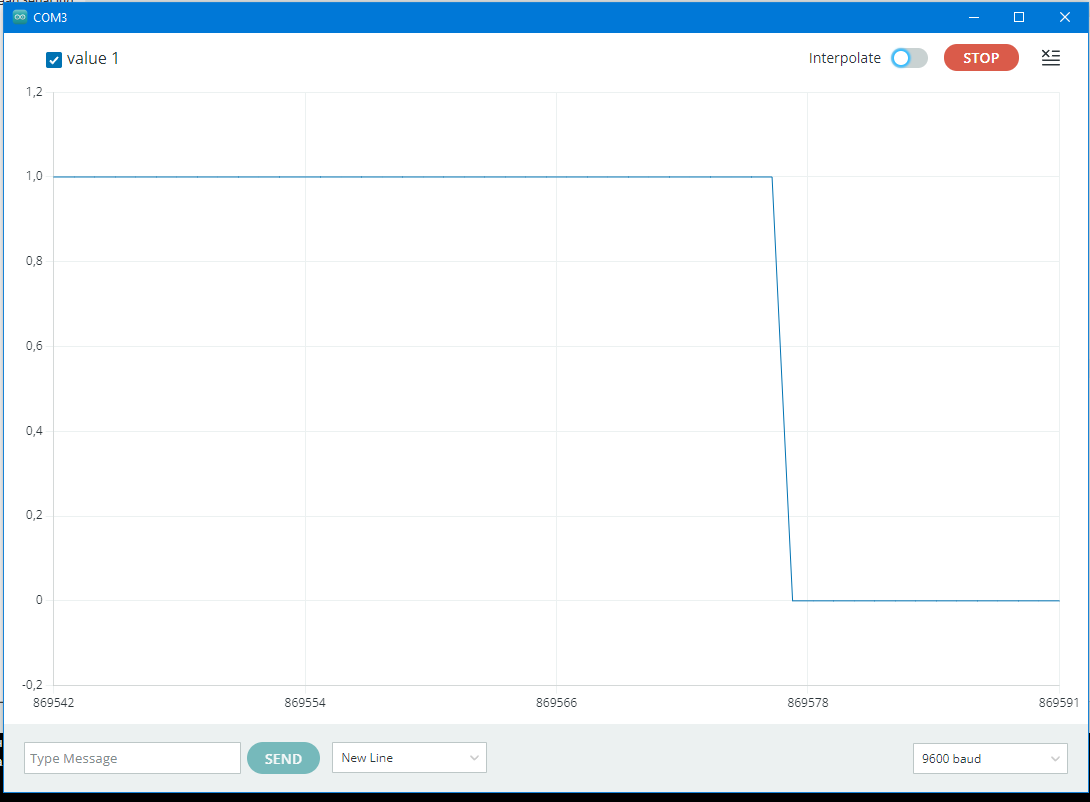 COM3
value 1
Interpolate
STOP
1,2
1,0
0,8
0,6
0,4
0,2
0
-0,2
869542 869554 869566 869578 869591
Type Message
SEND
New Line
9600 baud